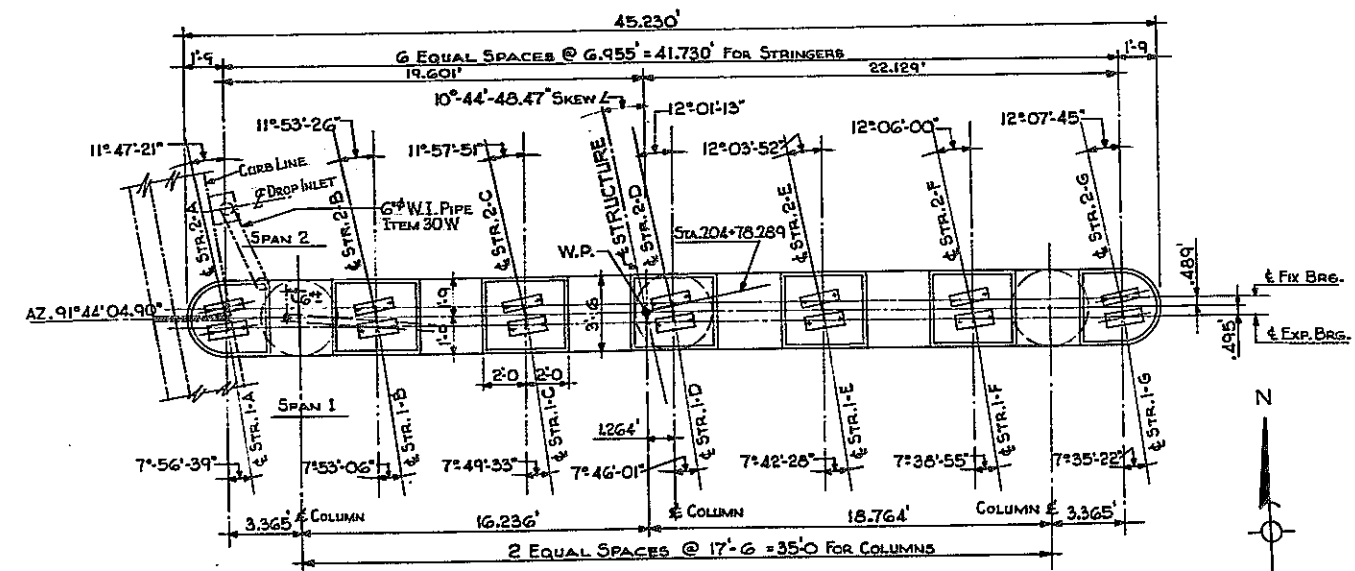 45.230'
1'-9
6 EQUAL SPACES @ 6.955' = 41.730' FOR STRINGERS
1'-9
19.601'
22.129'
10°-44'-48.47" SKEW ∠
12°-01'-13"
11°-53'-26"
11°-57'-51"
12°-03'-52"
12°-06'-00"
12°-07'-45"
11°-47'-21"
CURB LINE
℄ DROP INLET
6"ø W.I. PIPE
ITEM 30W
℄ STR. 2-A
℄ STR. 2-B
℄ STR. 2-C
℄ STRUCTURE
℄ STR. 2-D
℄ STR. 2-E
℄ STR. 2-F
℄ STR. 2-G
SPAN 2
W.P.
STA. 204+78.289
AZ. 91°44'04.90"
1'-9
1'-9
3'-6
.489'
.495'
℄ FIX BRG.
℄ EXP. BRG.
2'-0
2'-0
SPAN 1
℄ STR. 1-A
℄ STR. 1-B
℄ STR. 1-C
℄ STR. 1-D
℄ STR. 1-E
℄ STR. 1-F
℄ STR. 1-G
1.264'
7°-56'-39"
7°-53'-06"
7°-49'-33"
7°-46'-01"
7°-42'-28"
7°-38'-55"
7°-35'-22"
N
3.365'
℄ COLUMN
16.236'
℄ COLUMN
18.764'
COLUMN ℄
3.365'
2 EQUAL SPACES @ 17'-6 = 35'-0 FOR COLUMNS